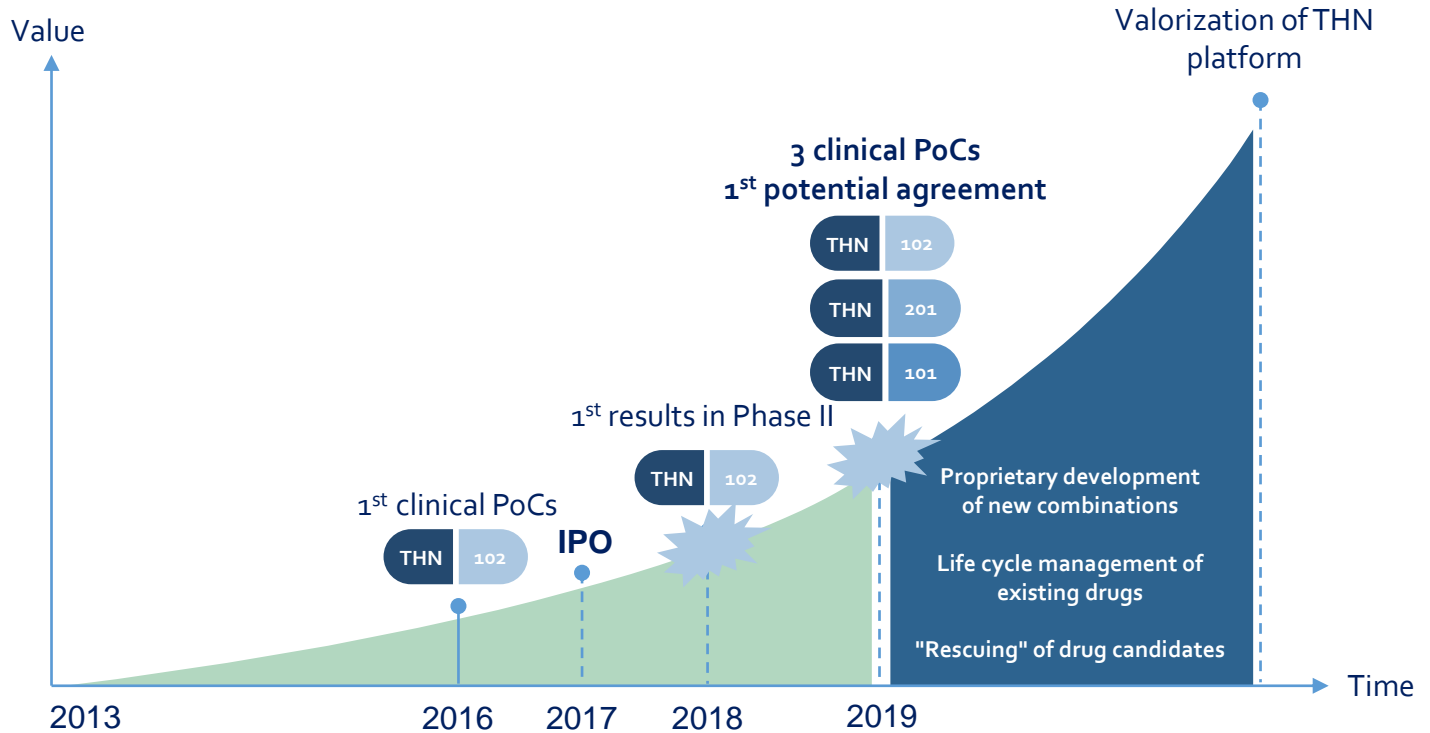 Value
Valorization of THN
platform
3 clinical PoCs
1st potential agreement
THN 102
THN 201
THN 101
1st results in Phase II
THN 102
1st clinical PoCs
THN 102
IPO
Proprietary development
of new combinations
Life cycle management of
existing drugs
"Rescuing" of drug candidates
Time
2013
2016
2017
2018
2019